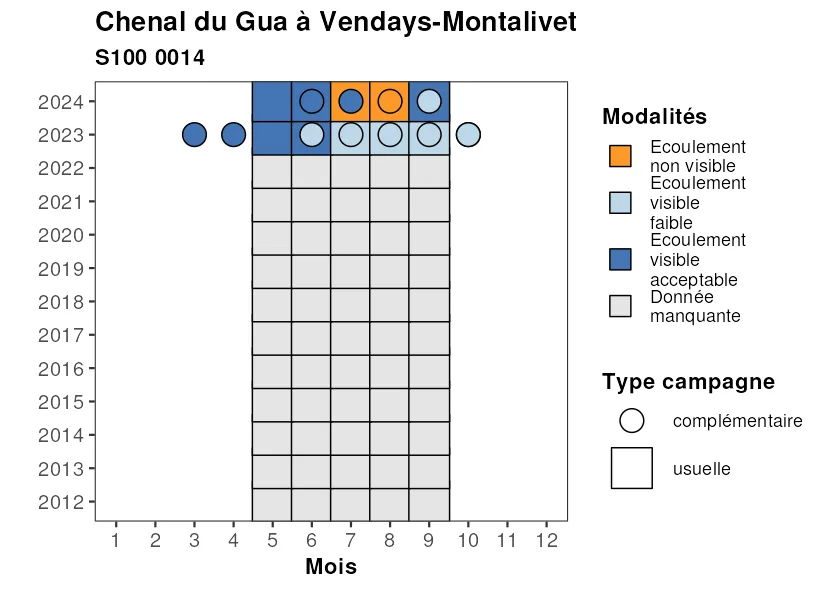 Chenal du Gua à Vendays-Montalivet
S100 0014
2024
2023
2022
2021
2020
2019
2018
2017
2016
2015
2014
2013
2012
1 2 3 4 5 6 7 8 9 10 11 12
Mois
Modalités
Ecoulement
non visible
Ecoulement
visible
faible
Ecoulement
visible
acceptable
Donnée
manquante
Type campagne
complémentaire
usuelle